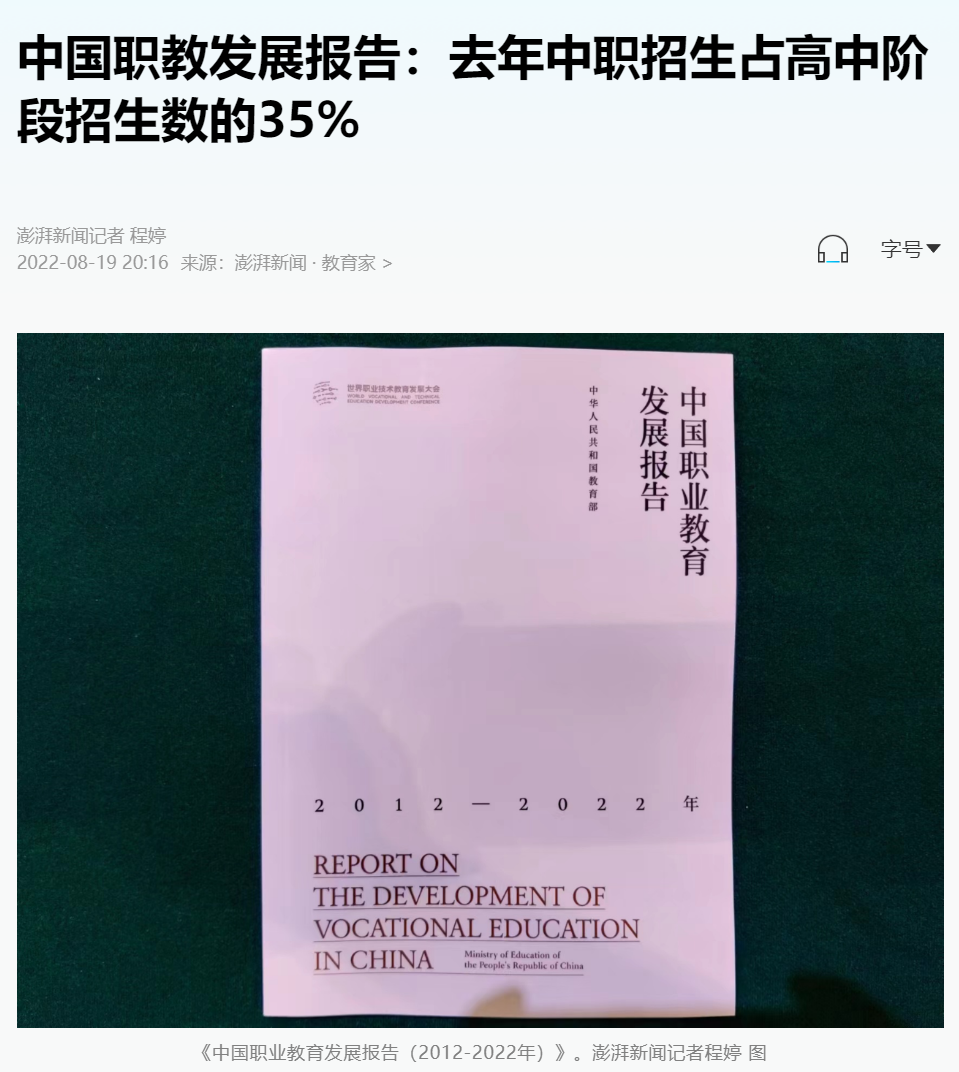 中国职教发展报告：去年中职招生占高中阶
段招生数的35%
澎湃新闻记者 程婷
2022-08-19 20:16 来源：澎湃新闻 · 教育家 >
字号
世界职业技术教育发展大会
WORLD VOCATIONAL AND TECHNICAL
EDUCATION DEVELOPMENT CONFERENCE
中华人民共和国教育部
中国职业教育
发展报告
2012—2022年
REPORT ON
THE DEVELOPMENT OF
VOCATIONAL EDUCATION
IN CHINA
Ministry of Education of
the People's Republic of China
《中国职业教育发展报告（2012-2022年）》。澎湃新闻记者程婷 图